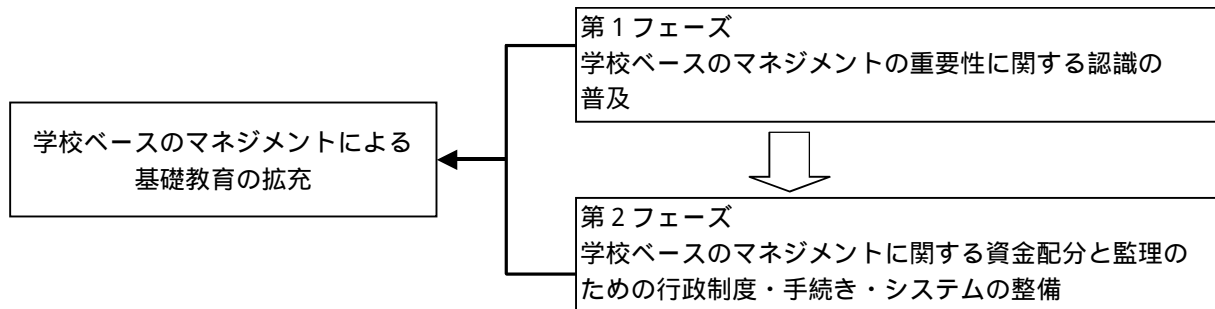 学校ベースのマネジメントによる
基礎教育の拡充
第１フェーズ
学校ベースのマネジメントの重要性に関する認識の
普及
第２フェーズ
学校ベースのマネジメントに関する資金配分と監理の
ための行政制度・手続き・システムの整備